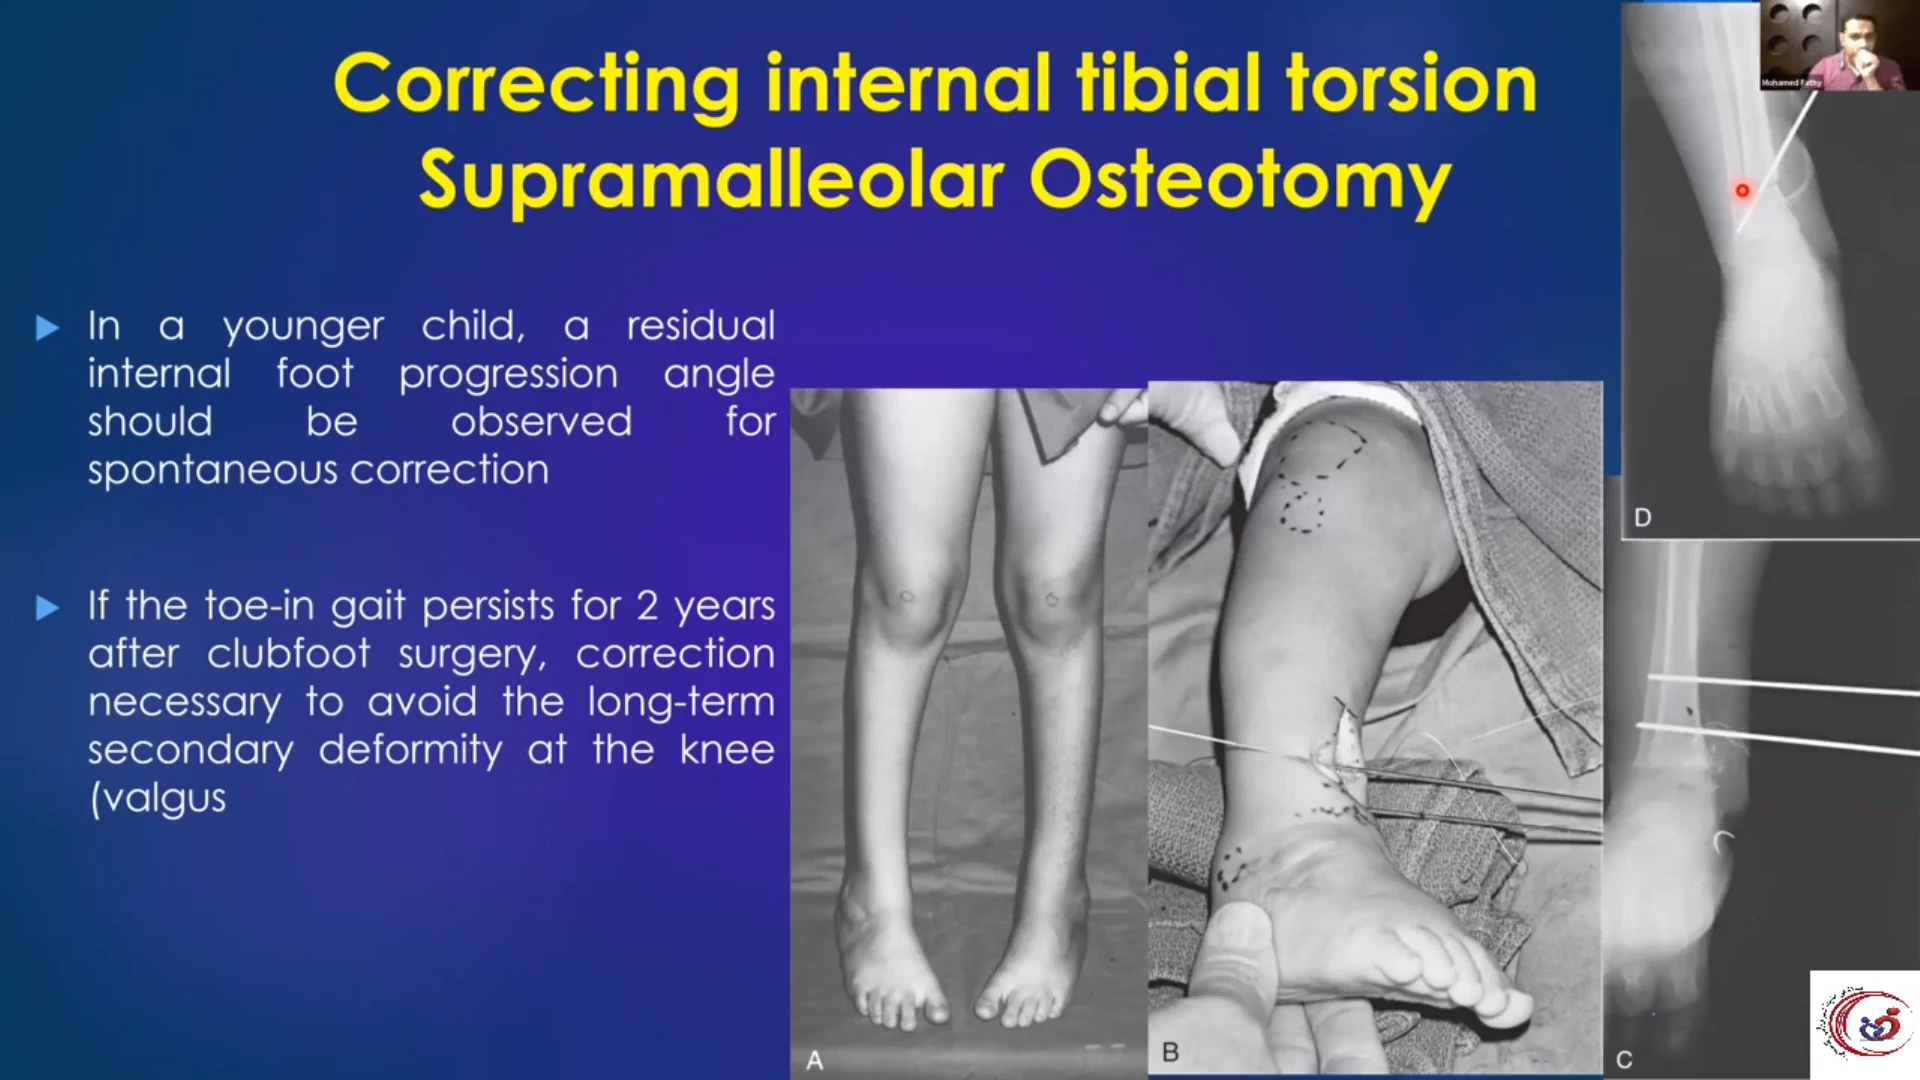 Correcting internal tibial torsion
Supramalleolar Osteotomy
In a younger child, a residual
internal foot progression angle
should be observed for
spontaneous correction
If the toe-in gait persists for 2 years
after clubfoot surgery, correction
necessary to avoid the long-term
secondary deformity at the knee
(valgus
A
B
C
D
Mohamed Fathy